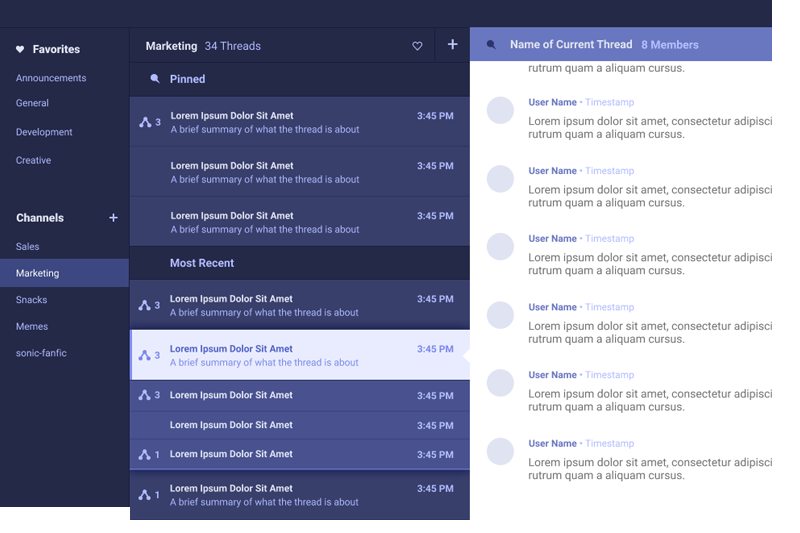 Favorites
Announcements
General
Development
Creative
Channels +
Sales
Marketing
Snacks
Memes
sonic-fanfic
Marketing 34 Threads +
Pinned
3 Lorem Ipsum Dolor Sit Amet 3:45 PM
A brief summary of what the thread is about
Lorem Ipsum Dolor Sit Amet 3:45 PM
A brief summary of what the thread is about
Lorem Ipsum Dolor Sit Amet 3:45 PM
A brief summary of what the thread is about
Most Recent
3 Lorem Ipsum Dolor Sit Amet 3:45 PM
A brief summary of what the thread is about
3 Lorem Ipsum Dolor Sit Amet 3:45 PM
A brief summary of what the thread is about
3 Lorem Ipsum Dolor Sit Amet 3:45 PM
Lorem Ipsum Dolor Sit Amet 3:45 PM
1 Lorem Ipsum Dolor Sit Amet 3:45 PM
1 Lorem Ipsum Dolor Sit Amet 3:45 PM
A brief summary of what the thread is about
Name of Current Thread 8 Members
rutrum quam a aliquam cursus.
User Name • Timestamp
Lorem ipsum dolor sit amet, consectetur adipisci
rutrum quam a aliquam cursus.
User Name • Timestamp
Lorem ipsum dolor sit amet, consectetur adipisci
rutrum quam a aliquam cursus.
User Name • Timestamp
Lorem ipsum dolor sit amet, consectetur adipisci
rutrum quam a aliquam cursus.
User Name • Timestamp
Lorem ipsum dolor sit amet, consectetur adipisci
rutrum quam a aliquam cursus.
User Name • Timestamp
Lorem ipsum dolor sit amet, consectetur adipisci
rutrum quam a aliquam cursus.
User Name • Timestamp
Lorem ipsum dolor sit amet, consectetur adipisci
rutrum quam a aliquam cursus.